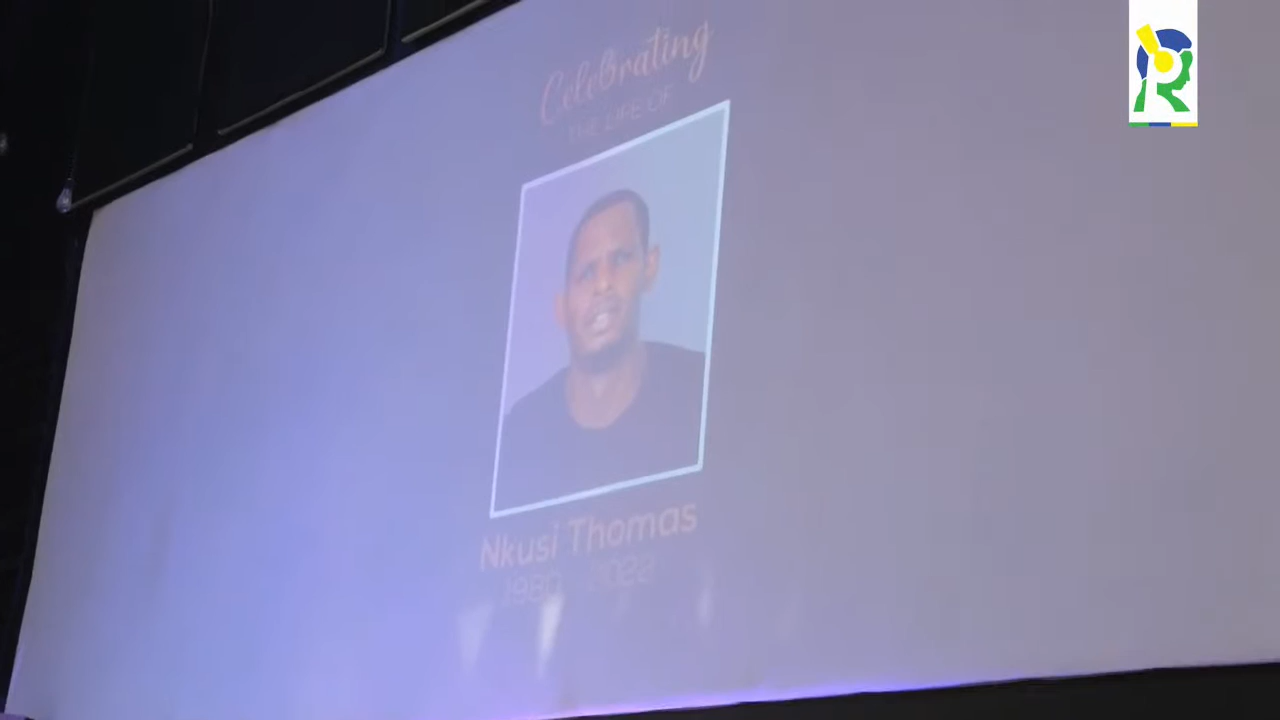 Celebrating
THE LIFE OF
Nkusi Thomas
1980 - 2022